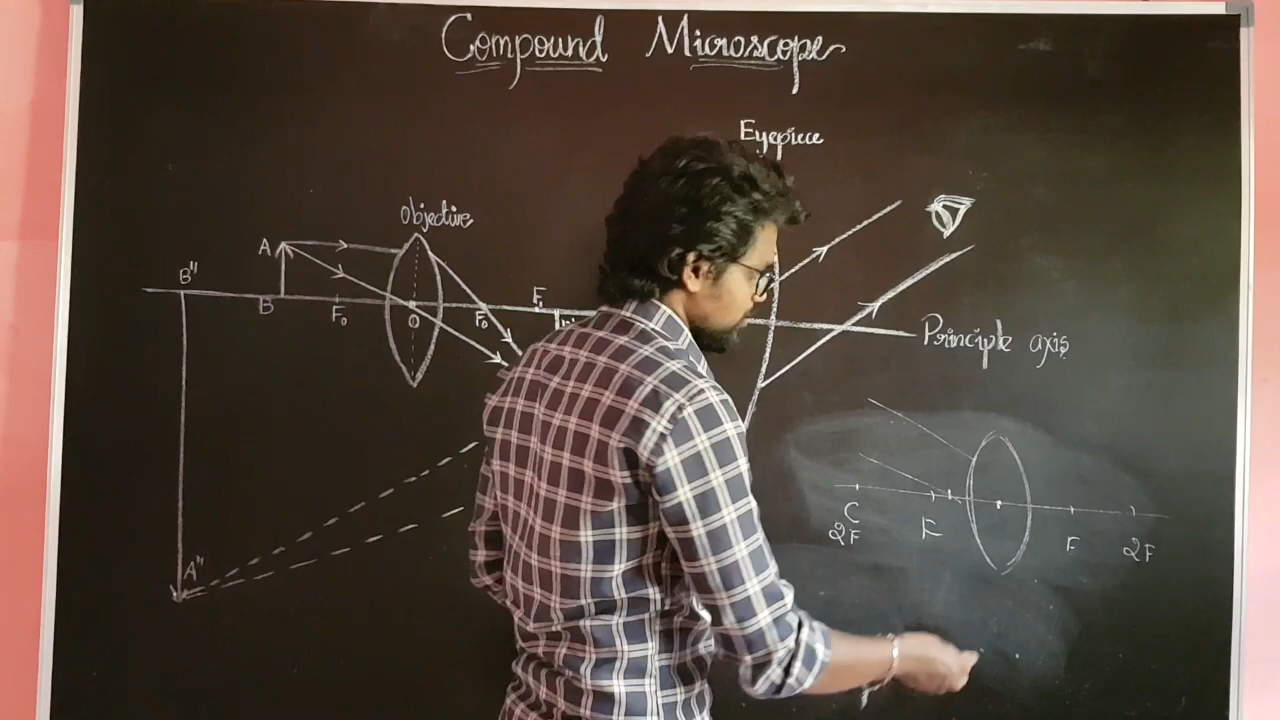 Compound Microscope
Eyepiece
Objective
A
B"
B
F₀
O
F₀
Fₑ
Principle axis
C
2F
F
F
2F
A"